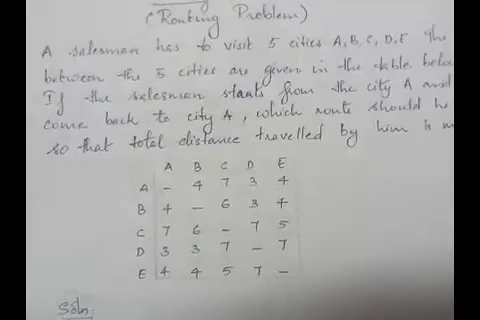 (Routing Problem)
A salesman has to visit 5 cities A, B, C, D, E The
between the 5 cities are given in the table below
If the salesman starts from the city A and
come back to city A, which route should he
so that total distance travelled by him is m
A B C D E
A - 4 7 3 4
B 4 - 6 3 4
C 7 6 - 7 5
D 3 3 7 - 7
E 4 4 5 7 -
Soln.